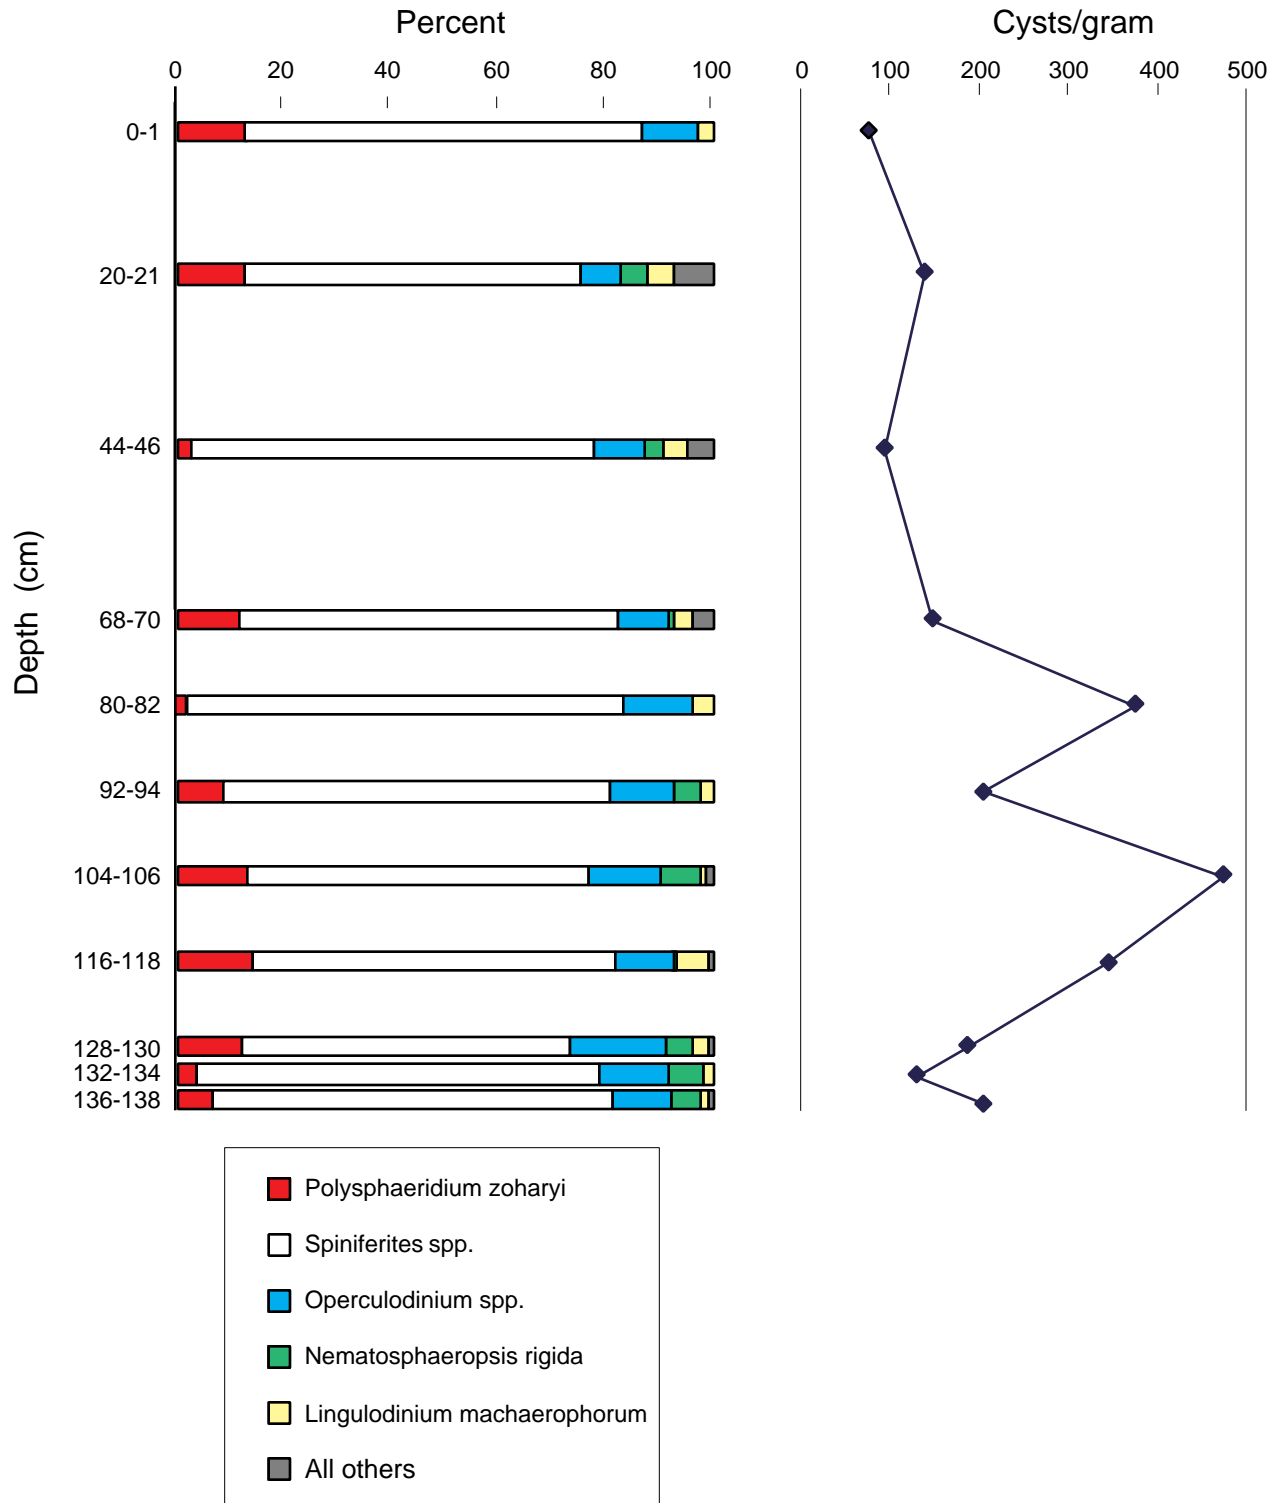 Percent
Cysts/gram
0 20 40 60 80 100
0 100 200 300 400 500
Depth (cm)
0-1
20-21
44-46
68-70
80-82
92-94
104-106
116-118
128-130
132-134
136-138
Polysphaeridium zoharyi
Spiniferites spp.
Operculodinium spp.
Nematosphaeropsis rigida
Lingulodinium machaerophorum
All others